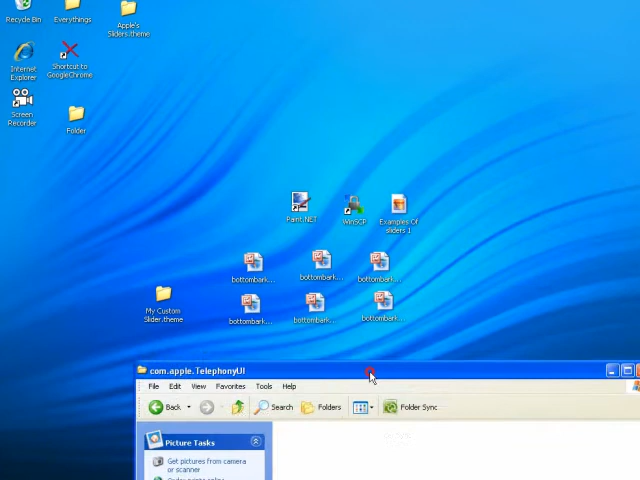 Recycle Bin
Everythings
Apple's
Sliders.theme
Internet
Explorer
Shortcut to
GoogleChrome
Screen
Recorder
Folder
Paint.NET
WinSCP
Examples Of
sliders 1
bottombark...
bottombark...
bottombark...
My Custom
Slider.theme
bottombark...
bottombark...
bottombark...
com.apple.TelephonyUI
File Edit View Favorites Tools Help
Back Search Folders Folder Sync
Picture Tasks
Get pictures from camera
or scanner